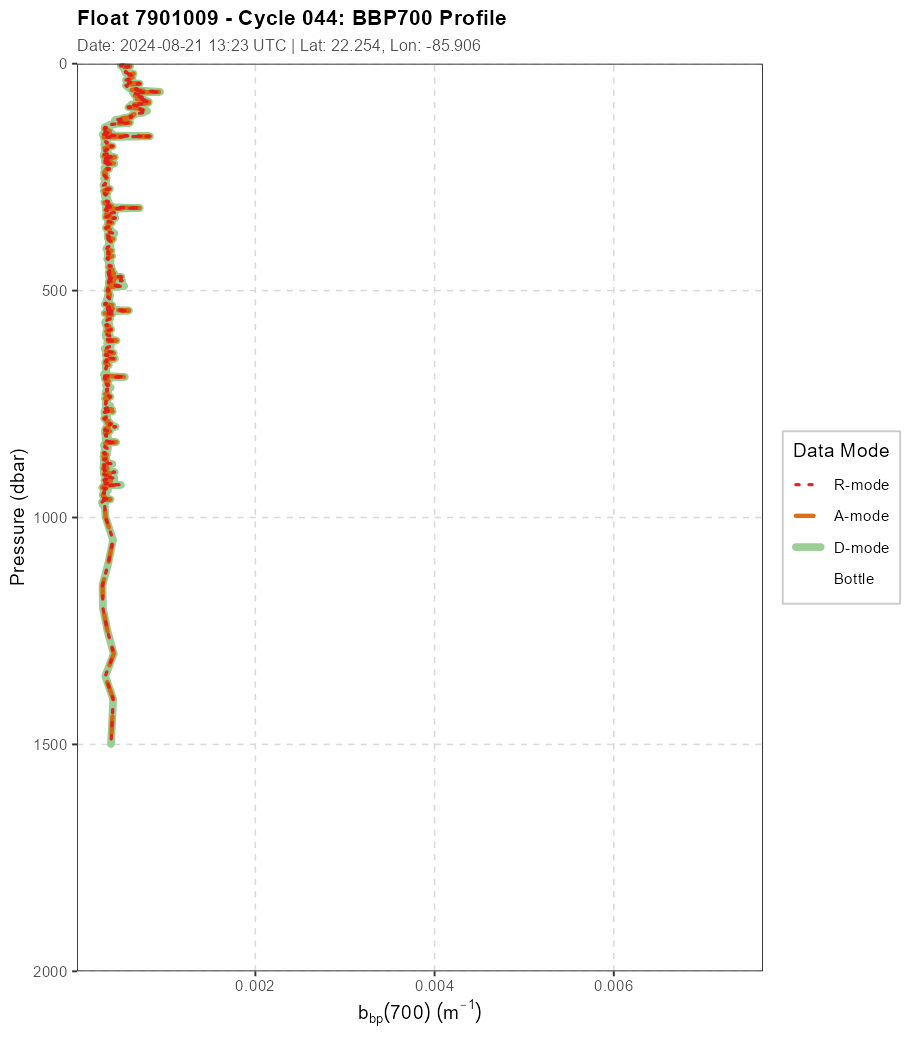 Float 7901009 - Cycle 044: BBP700 Profile
Date: 2024-08-21 13:23 UTC | Lat: 22.254, Lon: -85.906
0
500
1000
1500
2000
Pressure (dbar)
0.002
0.004
0.006
b_bp(700) (m⁻¹)
Data Mode
R-mode
A-mode
D-mode
Bottle